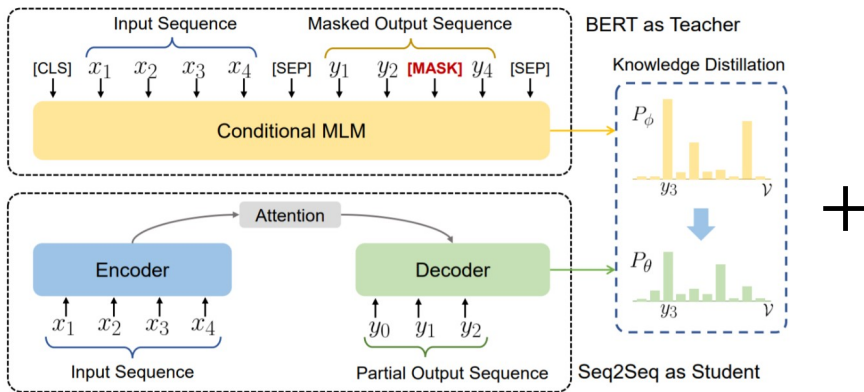 Input Sequence
Masked Output Sequence
BERT as Teacher
[CLS] x1 x2 x3 x4 [SEP] y1 y2 [MASK] y4 [SEP]
Knowledge Distillation
Conditional MLM
Pϕ
y3 𝒱
Attention
Encoder
Decoder
Pθ
y3 𝒱
x1 x2 x3 x4
y0 y1 y2
Input Sequence
Partial Output Sequence
Seq2Seq as Student
+